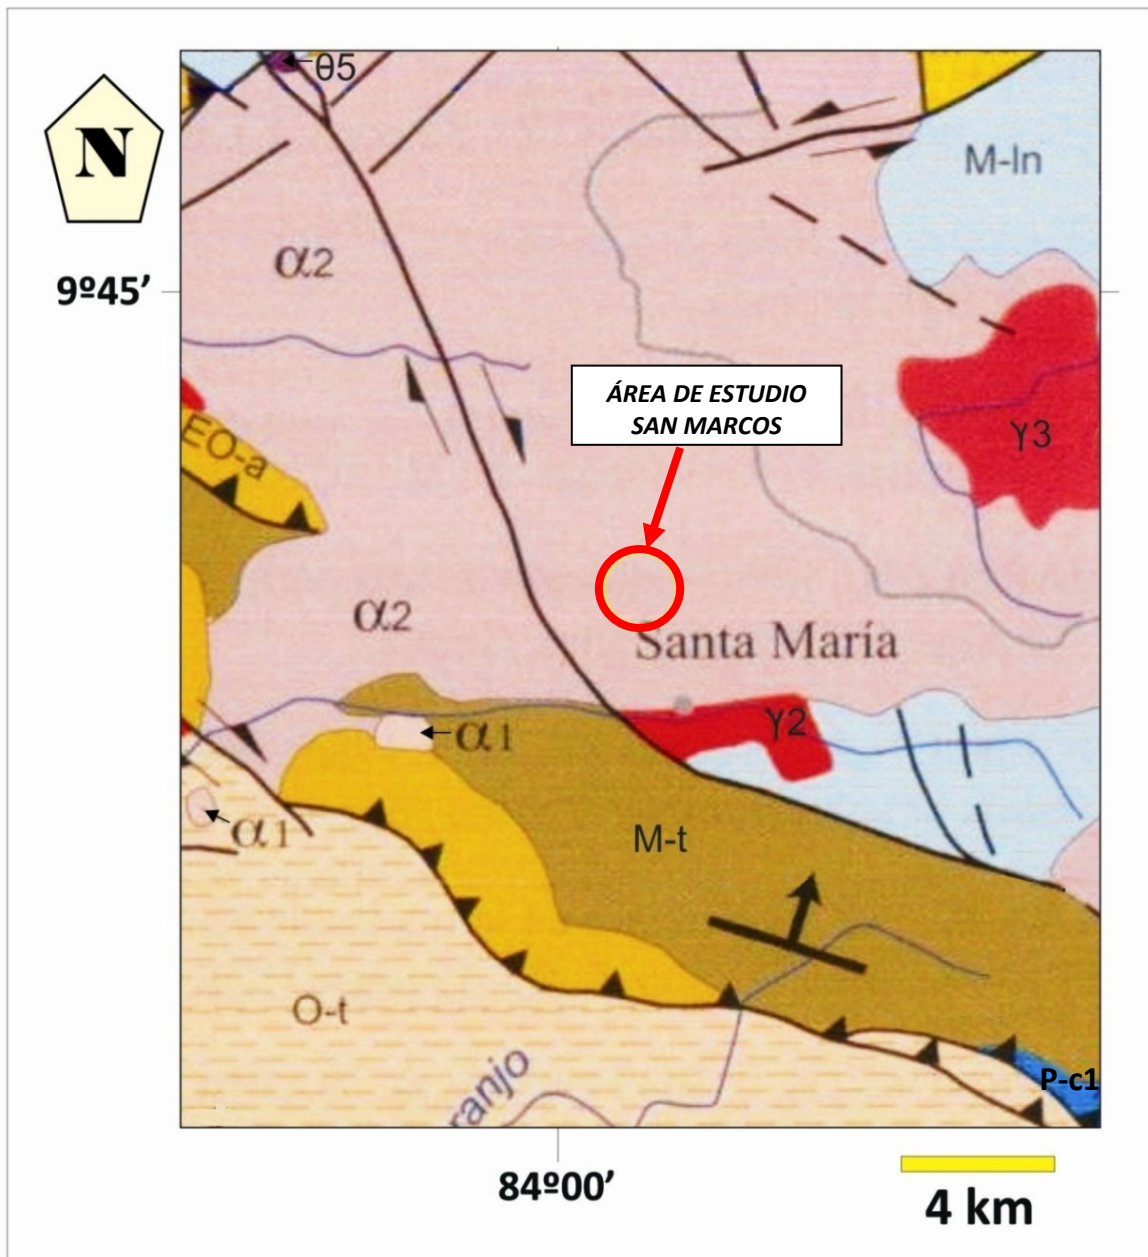 θ5
N
M-ln
α2
9º45’
ÁREA DE ESTUDIO
SAN MARCOS
EO-a
γ3
α2
Santa María
γ2
α1
α1
M-t
O-t
ranjo
P-c1
84º00’
4 km